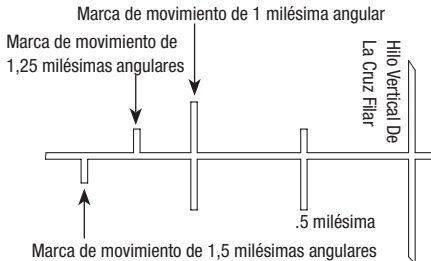 Marca de movimiento de 1 milésima angular
Marca de movimiento de
1,25 milésimas angulares
Hilo Vertical De
La Cruz Filar
.5 milésima
Marca de movimiento de 1,5 milésimas angulares